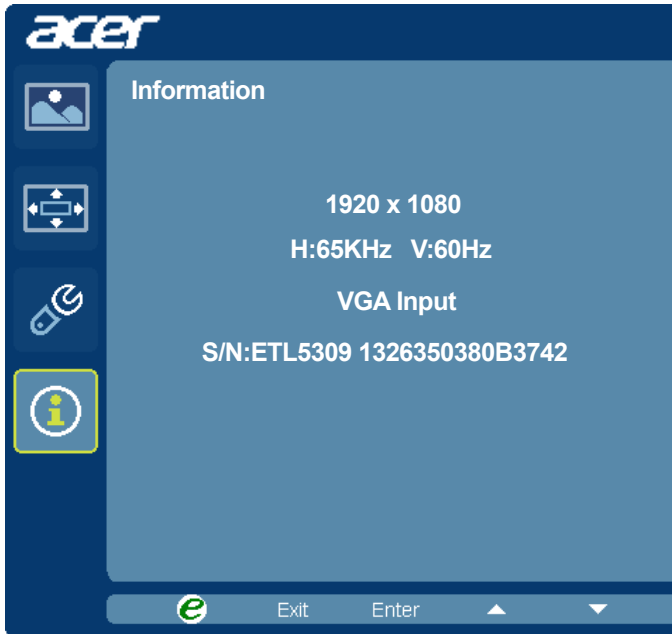 acer
Information
1920 x 1080
H:65KHz V:60Hz
VGA Input
S/N:ETL5309 1326350380B3742
e Exit Enter